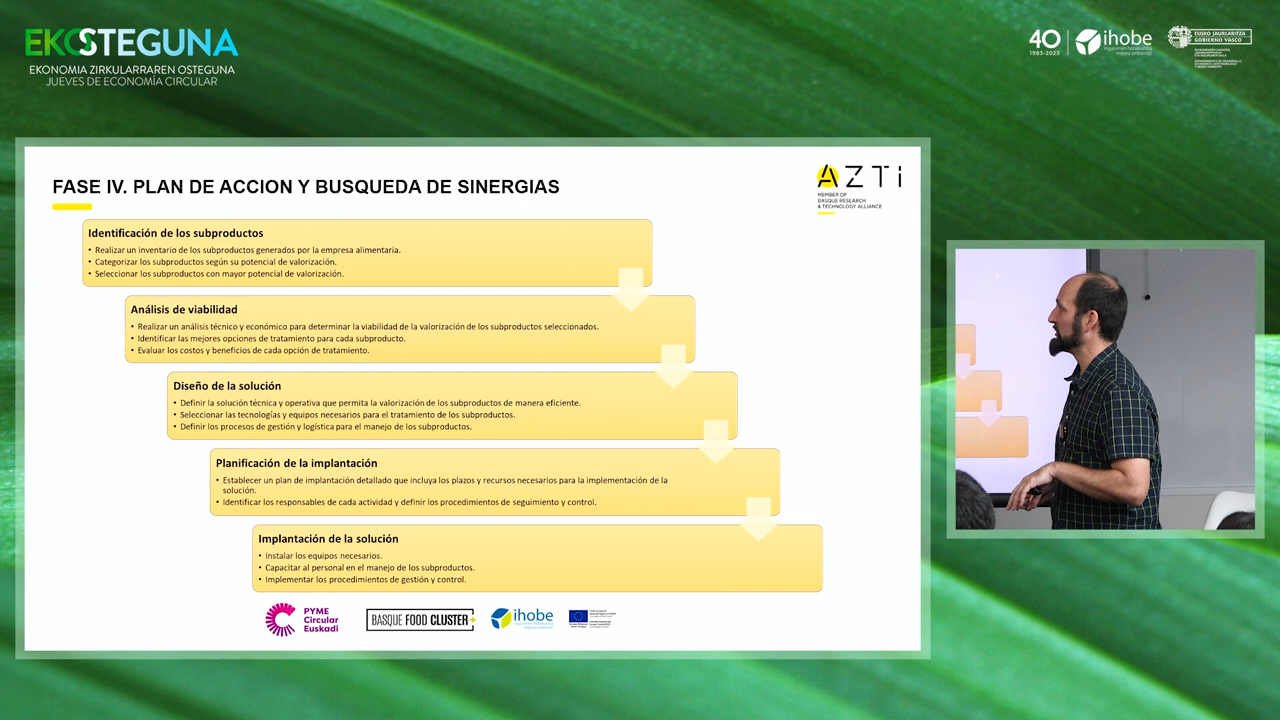 EKOSTEGUNA
EKONOMIA ZIRKULARRAREN OSTEGUNA
JUEVES DE ECONOMÍA CIRCULAR
40
1983-2023
ihobe
EUSKO JAURLARITZA
GOBIERNO VASCO
FASE IV. PLAN DE ACCION Y BUSQUEDA DE SINERGIAS
AZTi
MEMBER OF
BASQUE RESEARCH
& TECHNOLOGY ALLIANCE
Identificación de los subproductos
• Realizar un inventario de los subproductos generados por la empresa alimentaria.
• Categorizar los subproductos según su potencial de valorización.
• Seleccionar los subproductos con mayor potencial de valorización.
Análisis de viabilidad
• Realizar un análisis técnico y económico para determinar la viabilidad de la valorización de los subproductos seleccionados.
• Identificar las mejores opciones de tratamiento para cada subproducto.
• Evaluar los costos y beneficios de cada opción de tratamiento.
Diseño de la solución
• Definir la solución técnica y operativa que permita la valorización de los subproductos de manera eficiente.
• Seleccionar las tecnologías y equipos necesarios para el tratamiento de los subproductos.
• Definir los procesos de gestión y logística para el manejo de los subproductos.
Planificación de la implantación
• Establecer un plan de implantación detallado que incluya los plazos y recursos necesarios para la implementación de la
solución.
• Identificar los responsables de cada actividad y definir los procedimientos de seguimiento y control.
Implantación de la solución
• Instalar los equipos necesarios.
• Capacitar al personal en el manejo de los subproductos.
• Implementar los procedimientos de gestión y control.
PYME
Circular
Euskadi
BASQUE FOOD CLUSTER+
ihobe